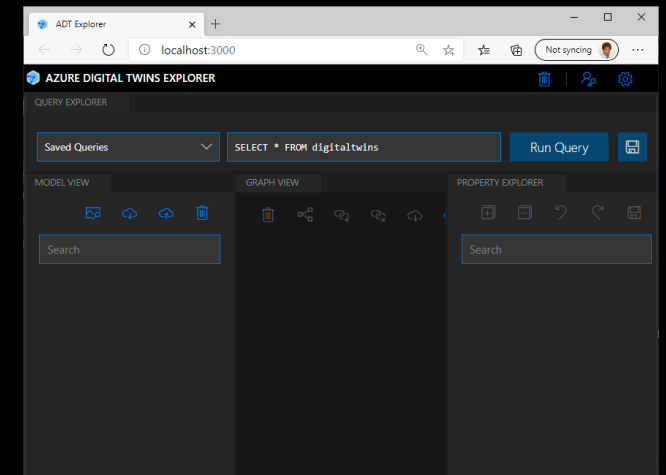 ADT Explorer
localhost:3000
Not syncing
AZURE DIGITAL TWINS EXPLORER
QUERY EXPLORER
Saved Queries
SELECT * FROM digitaltwins
Run Query
MODEL VIEW
GRAPH VIEW
PROPERTY EXPLORER
Search
Search